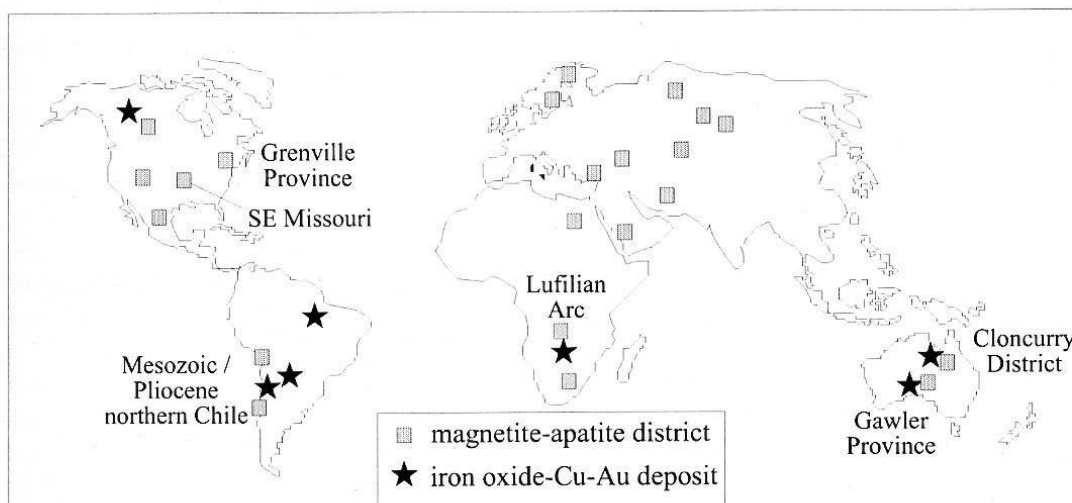 Grenville
Province
SE Missouri
Lufilian
Arc
Mesozoic /
Pliocene
northern Chile
Cloncurry
District
Gawler
Province
magnetite-apatite district
iron oxide-Cu-Au deposit